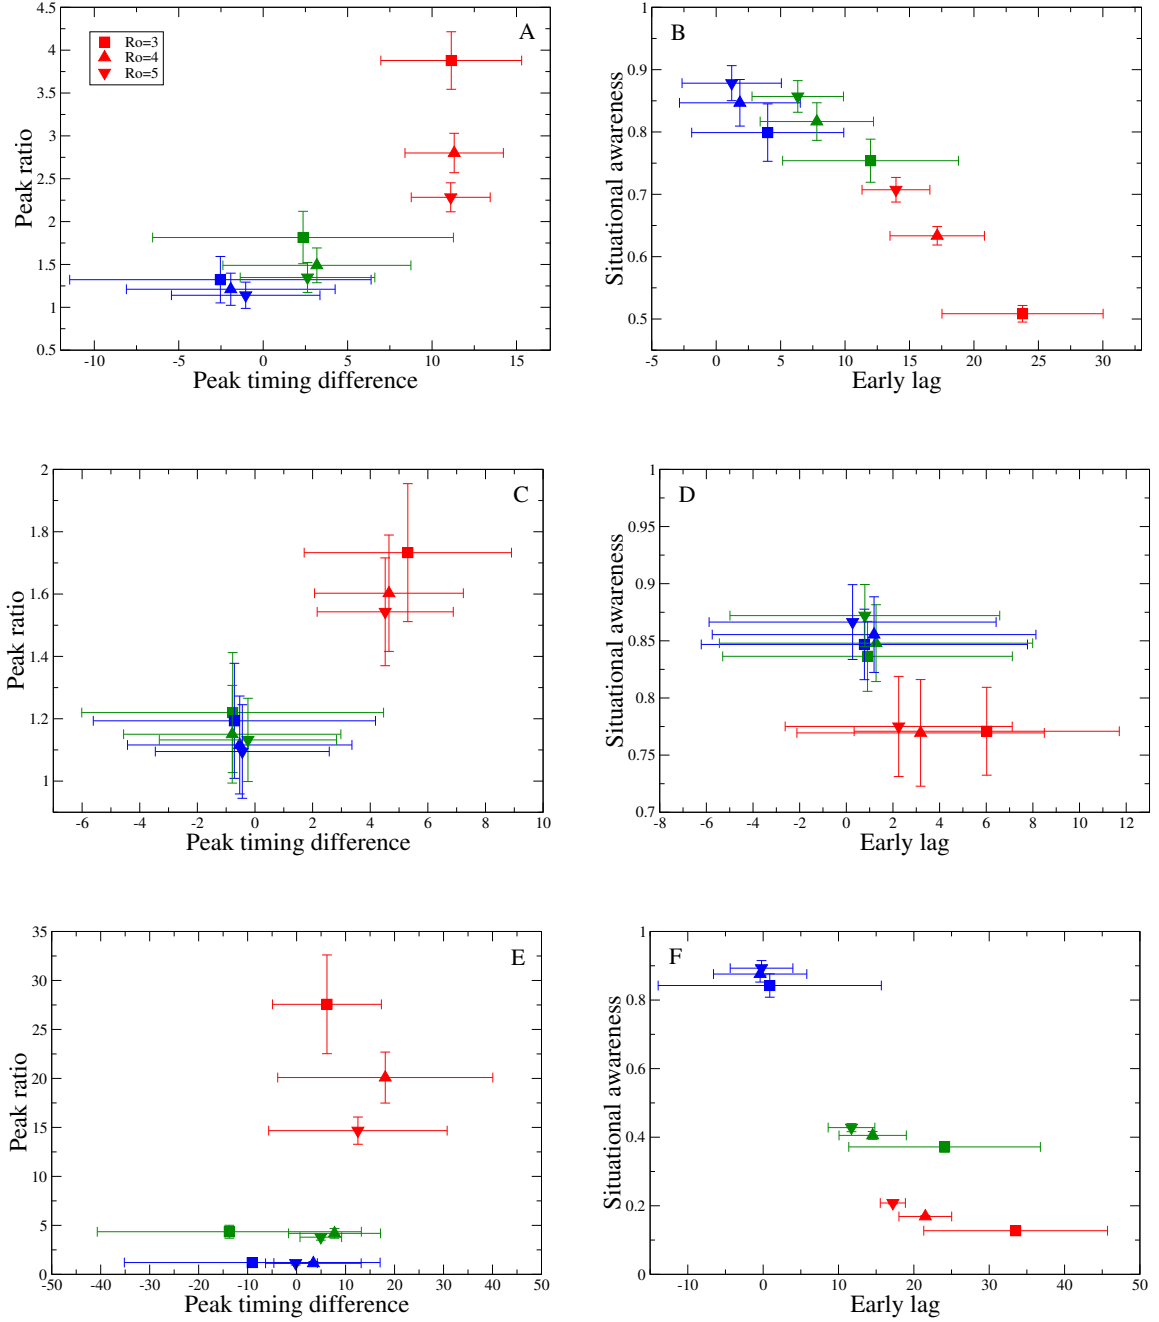 A
Ro=3
Ro=4
Ro=5
4.5
4
3.5
3
2.5
2
1.5
1
0.5
Peak ratio
-10 -5 0 5 10 15
Peak timing difference
B
1
0.9
0.8
0.7
0.6
0.5
Situational awareness
-5 0 5 10 15 20 25 30
Early lag
C
2
1.8
1.6
1.4
1.2
1
Peak ratio
-6 -4 -2 0 2 4 6 8 10
Peak timing difference
D
1
0.95
0.9
0.85
0.8
0.75
0.7
Situational awareness
-8 -6 -4 -2 0 2 4 6 8 10 12
Early lag
E
35
30
25
20
15
10
5
0
Peak ratio
-50 -40 -30 -20 -10 0 10 20 30 40 50
Peak timing difference
F
1
0.8
0.6
0.4
0.2
0
Situational awareness
-10 0 10 20 30 40 50
Early lag